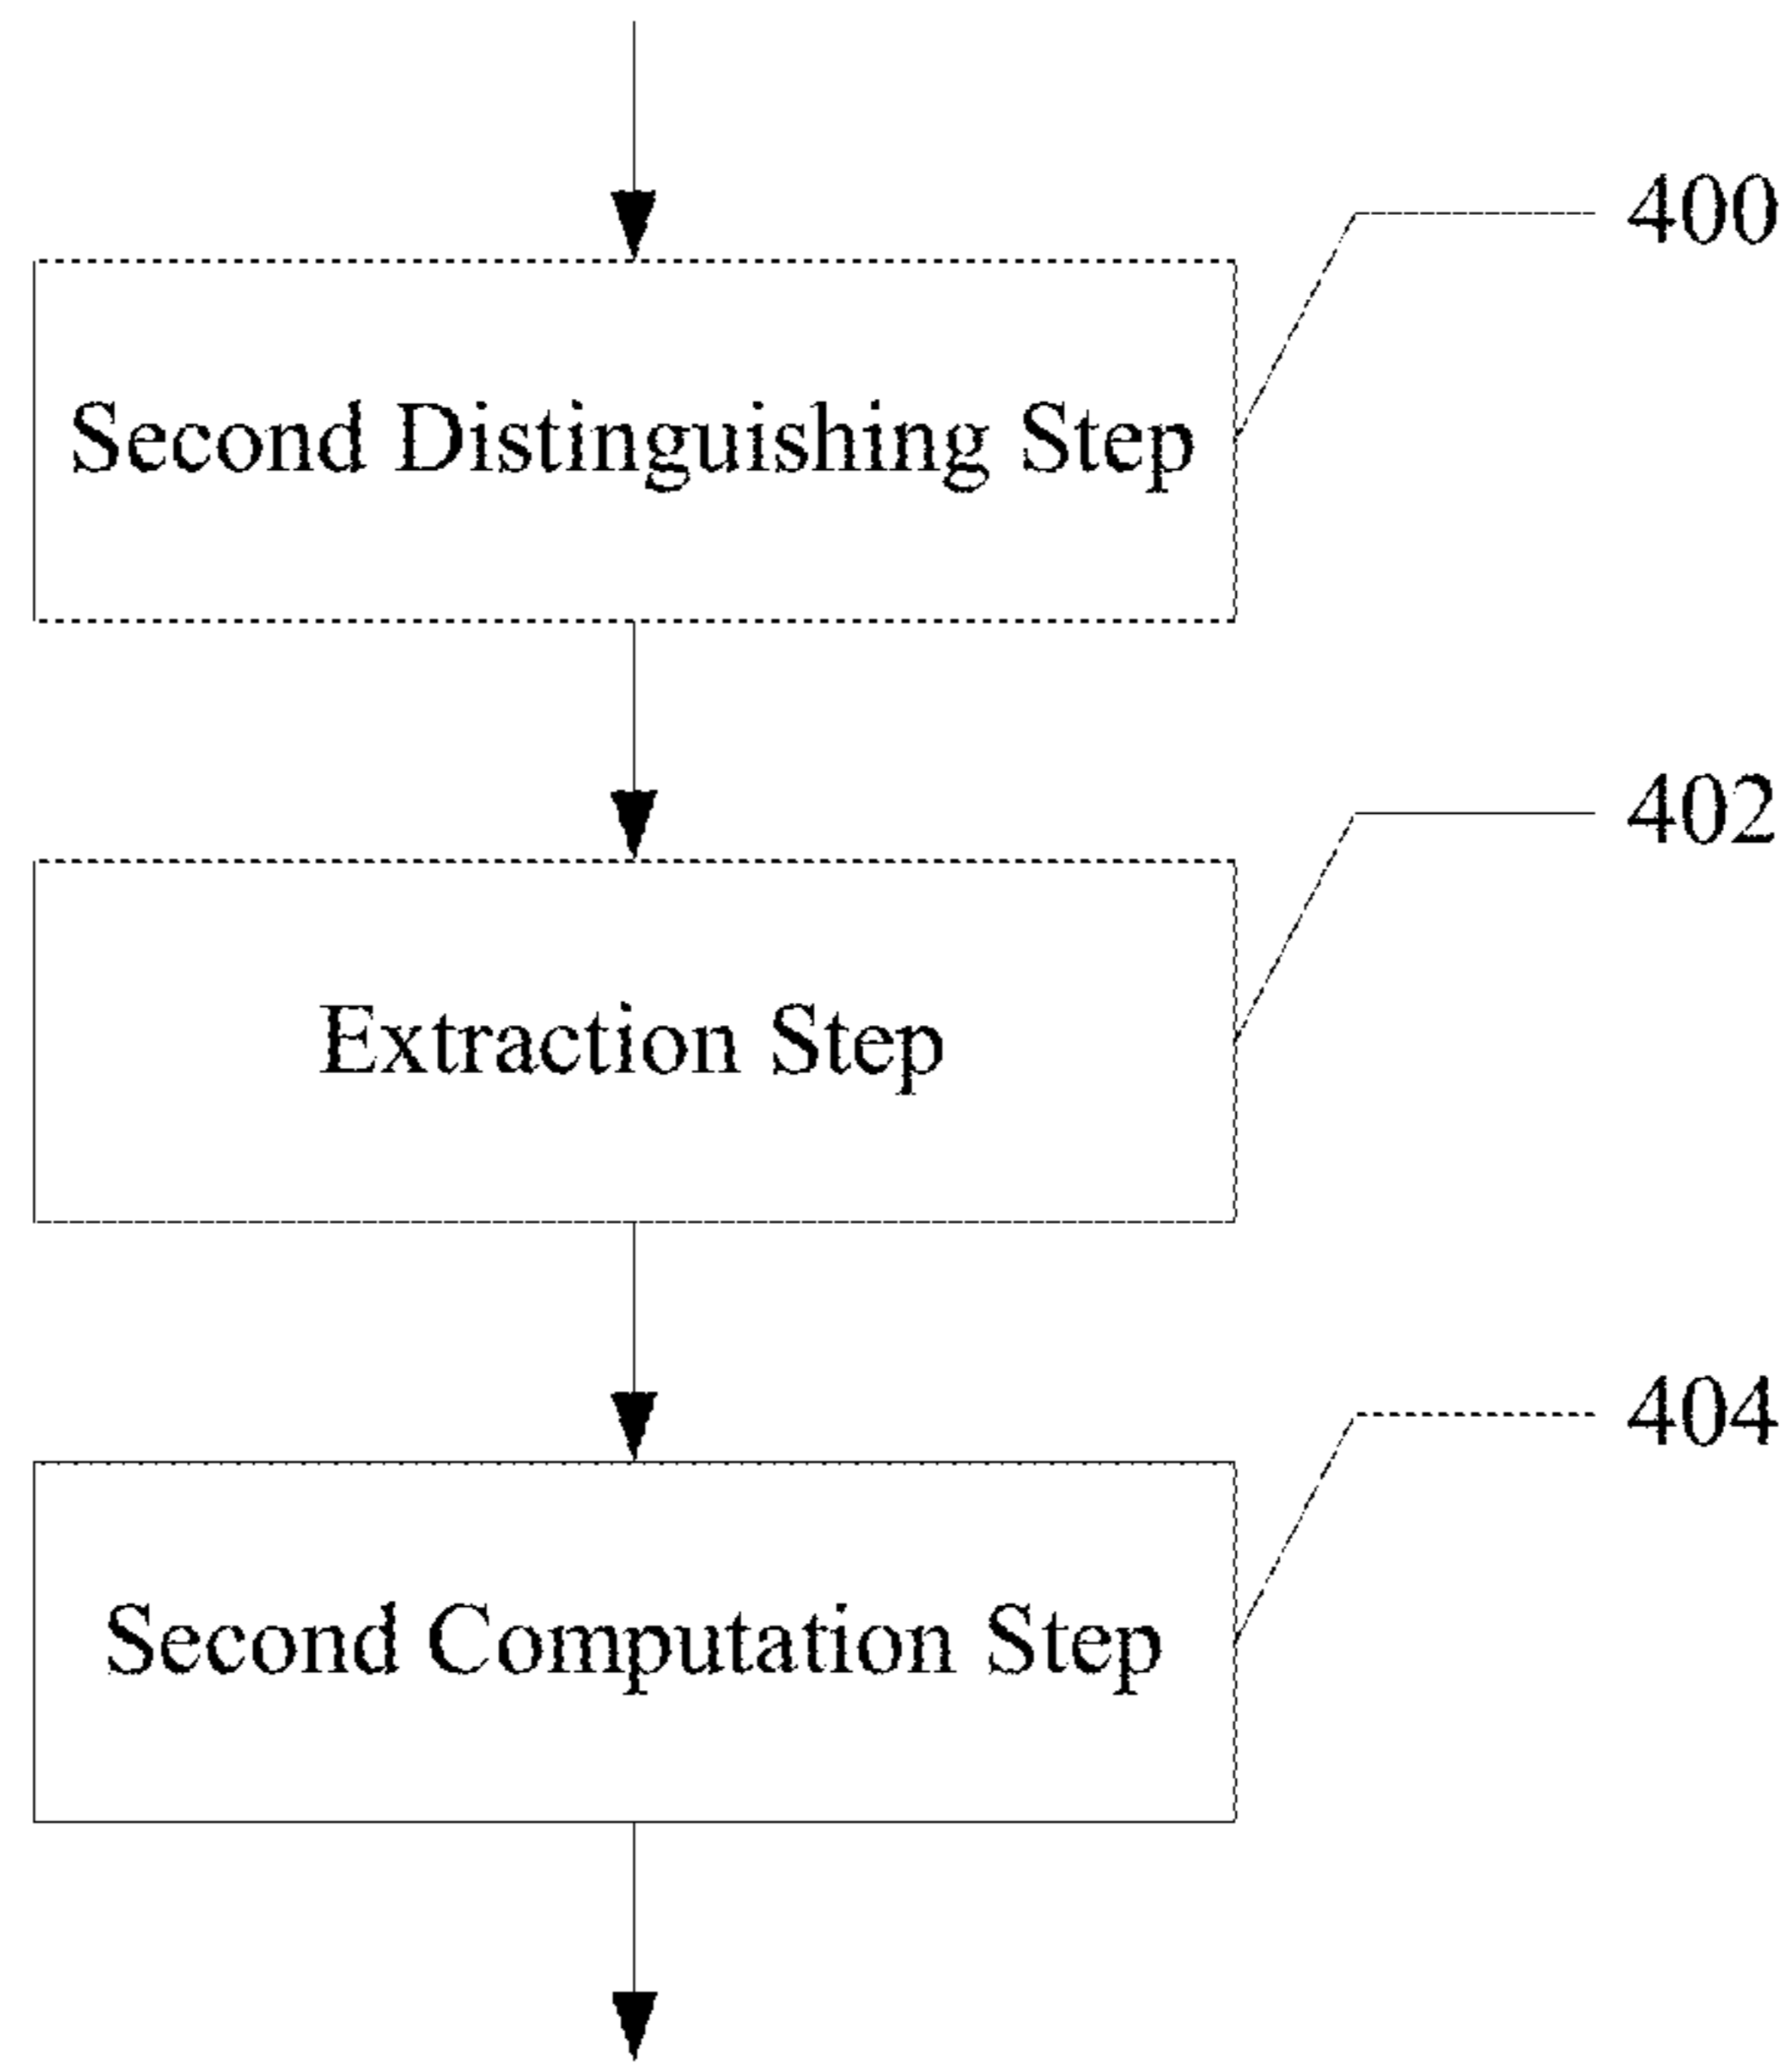 400
Second Distinguishing Step
402
Extraction Step
404
Second Computation Step